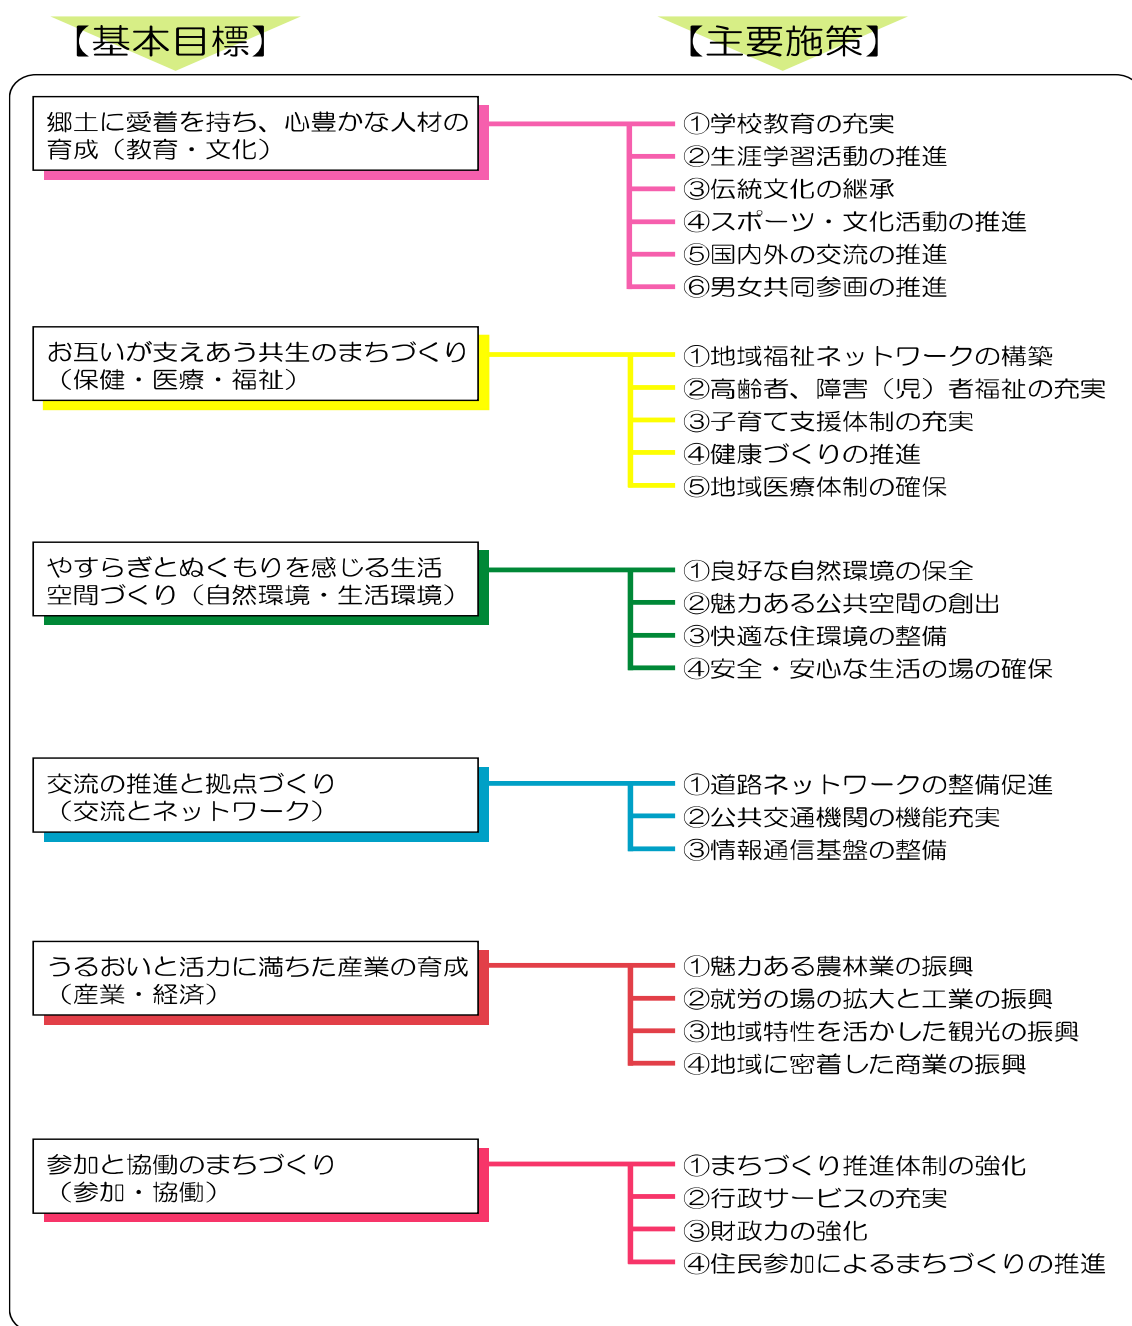 【基本目標】
【主要施策】
郷土に愛着を持ち、心豊かな人材の
育成（教育・文化）
①学校教育の充実
②生涯学習活動の推進
③伝統文化の継承
④スポーツ・文化活動の推進
⑤国内外の交流の推進
⑥男女共同参画の推進
お互いが支えあう共生のまちづくり
（保健・医療・福祉）
①地域福祉ネットワークの構築
②高齢者、障害（児）者福祉の充実
③子育て支援体制の充実
④健康づくりの推進
⑤地域医療体制の確保
やすらぎとぬくもりを感じる生活
空間づくり（自然環境・生活環境）
①良好な自然環境の保全
②魅力ある公共空間の創出
③快適な住環境の整備
④安全・安心な生活の場の確保
交流の推進と拠点づくり
（交流とネットワーク）
①道路ネットワークの整備促進
②公共交通機関の機能充実
③情報通信基盤の整備
うるおいと活力に満ちた産業の育成
（産業・経済）
①魅力ある農林業の振興
②就労の場の拡大と工業の振興
③地域特性を活かした観光の振興
④地域に密着した商業の振興
参加と協働のまちづくり
（参加・協働）
①まちづくり推進体制の強化
②行政サービスの充実
③財政力の強化
④住民参加によるまちづくりの推進